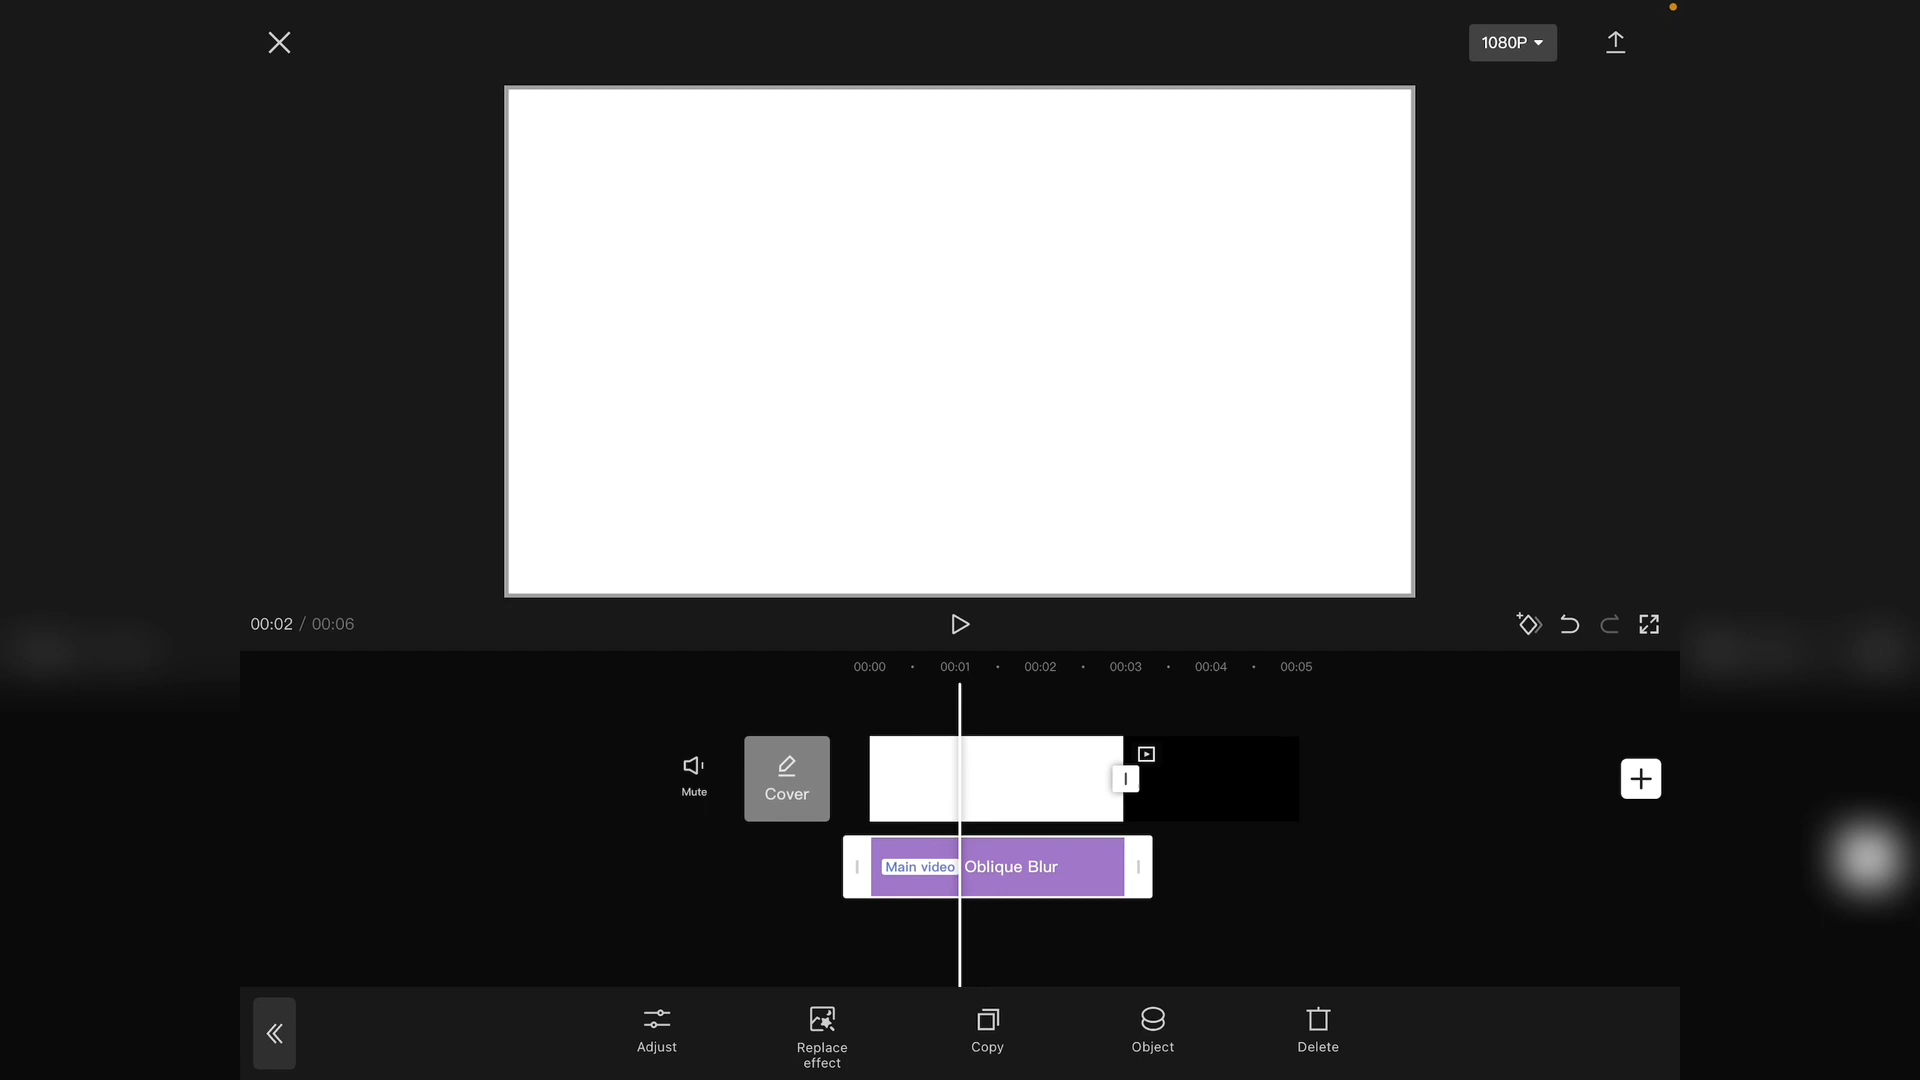 1080P
00:02 / 00:06
00:00 00:01 00:02 00:03 00:04 00:05
Mute
Cover
Main video Oblique Blur
Adjust
Replace
effect
Copy
Object
Delete